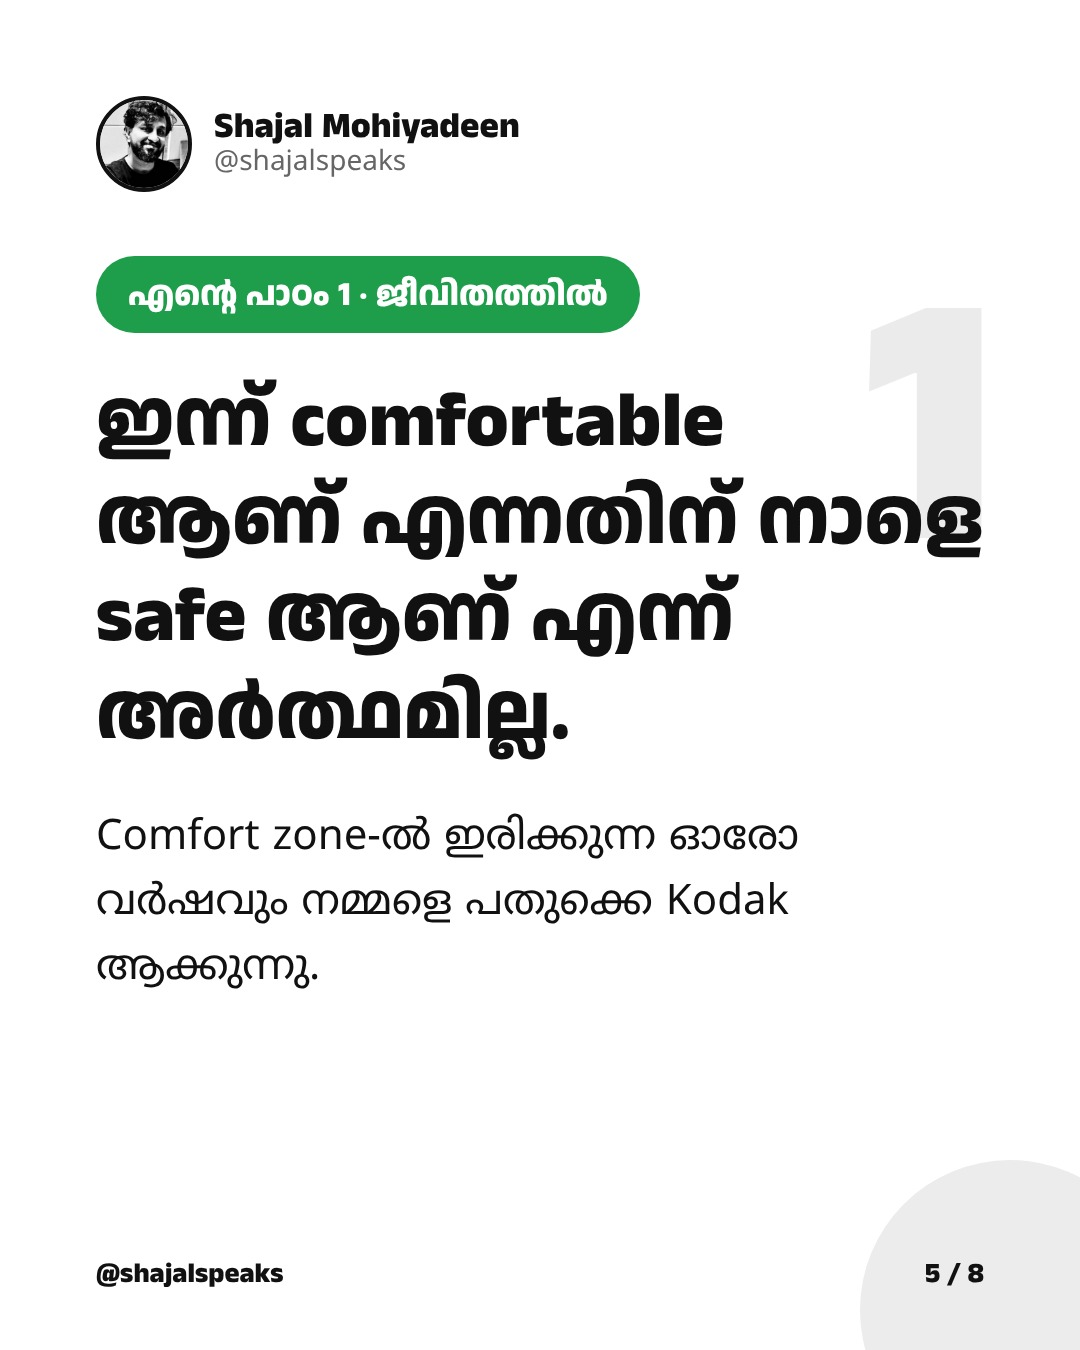 Shajal Mohiyadeen
@shajalspeaks
എന്റെ പാഠം 1 · ജീവിതത്തിൽ
1
ഇന്ന് comfortable
ആണ് എന്നതിന് നാളെ
safe ആണ് എന്ന്
അർത്ഥമില്ല.
Comfort zone-ൽ ഇരിക്കുന്ന ഓരോ
വർഷവും നമ്മളെ പതുക്കെ Kodak
ആക്കുന്നു.
@shajalspeaks
5 / 8